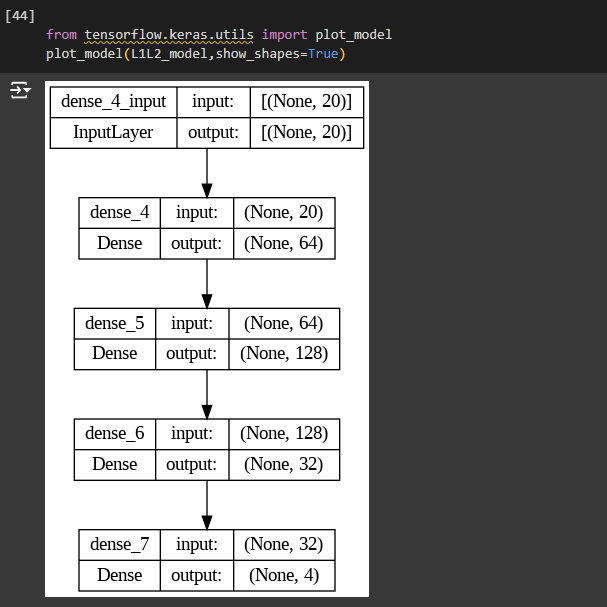 [44]
from tensorflow.keras.utils import plot_model
plot_model(L1L2_model,show_shapes=True)
dense_4_input input: [(None, 20)]
InputLayer output: [(None, 20)]
dense_4 input: (None, 20)
Dense output: (None, 64)
dense_5 input: (None, 64)
Dense output: (None, 128)
dense_6 input: (None, 128)
Dense output: (None, 32)
dense_7 input: (None, 32)
Dense output: (None, 4)